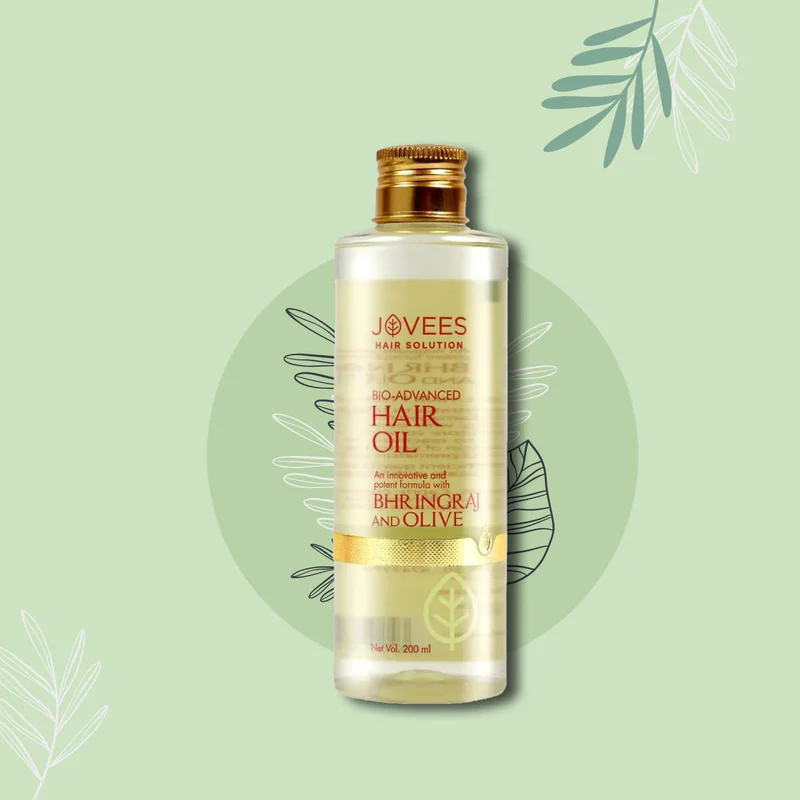 JOVEES
HAIR SOLUTION
BIO-ADVANCED
HAIR
OIL
An innovative and
potent formula with
BHRINGRAJ
AND OLIVE
Net Vol. 200 ml